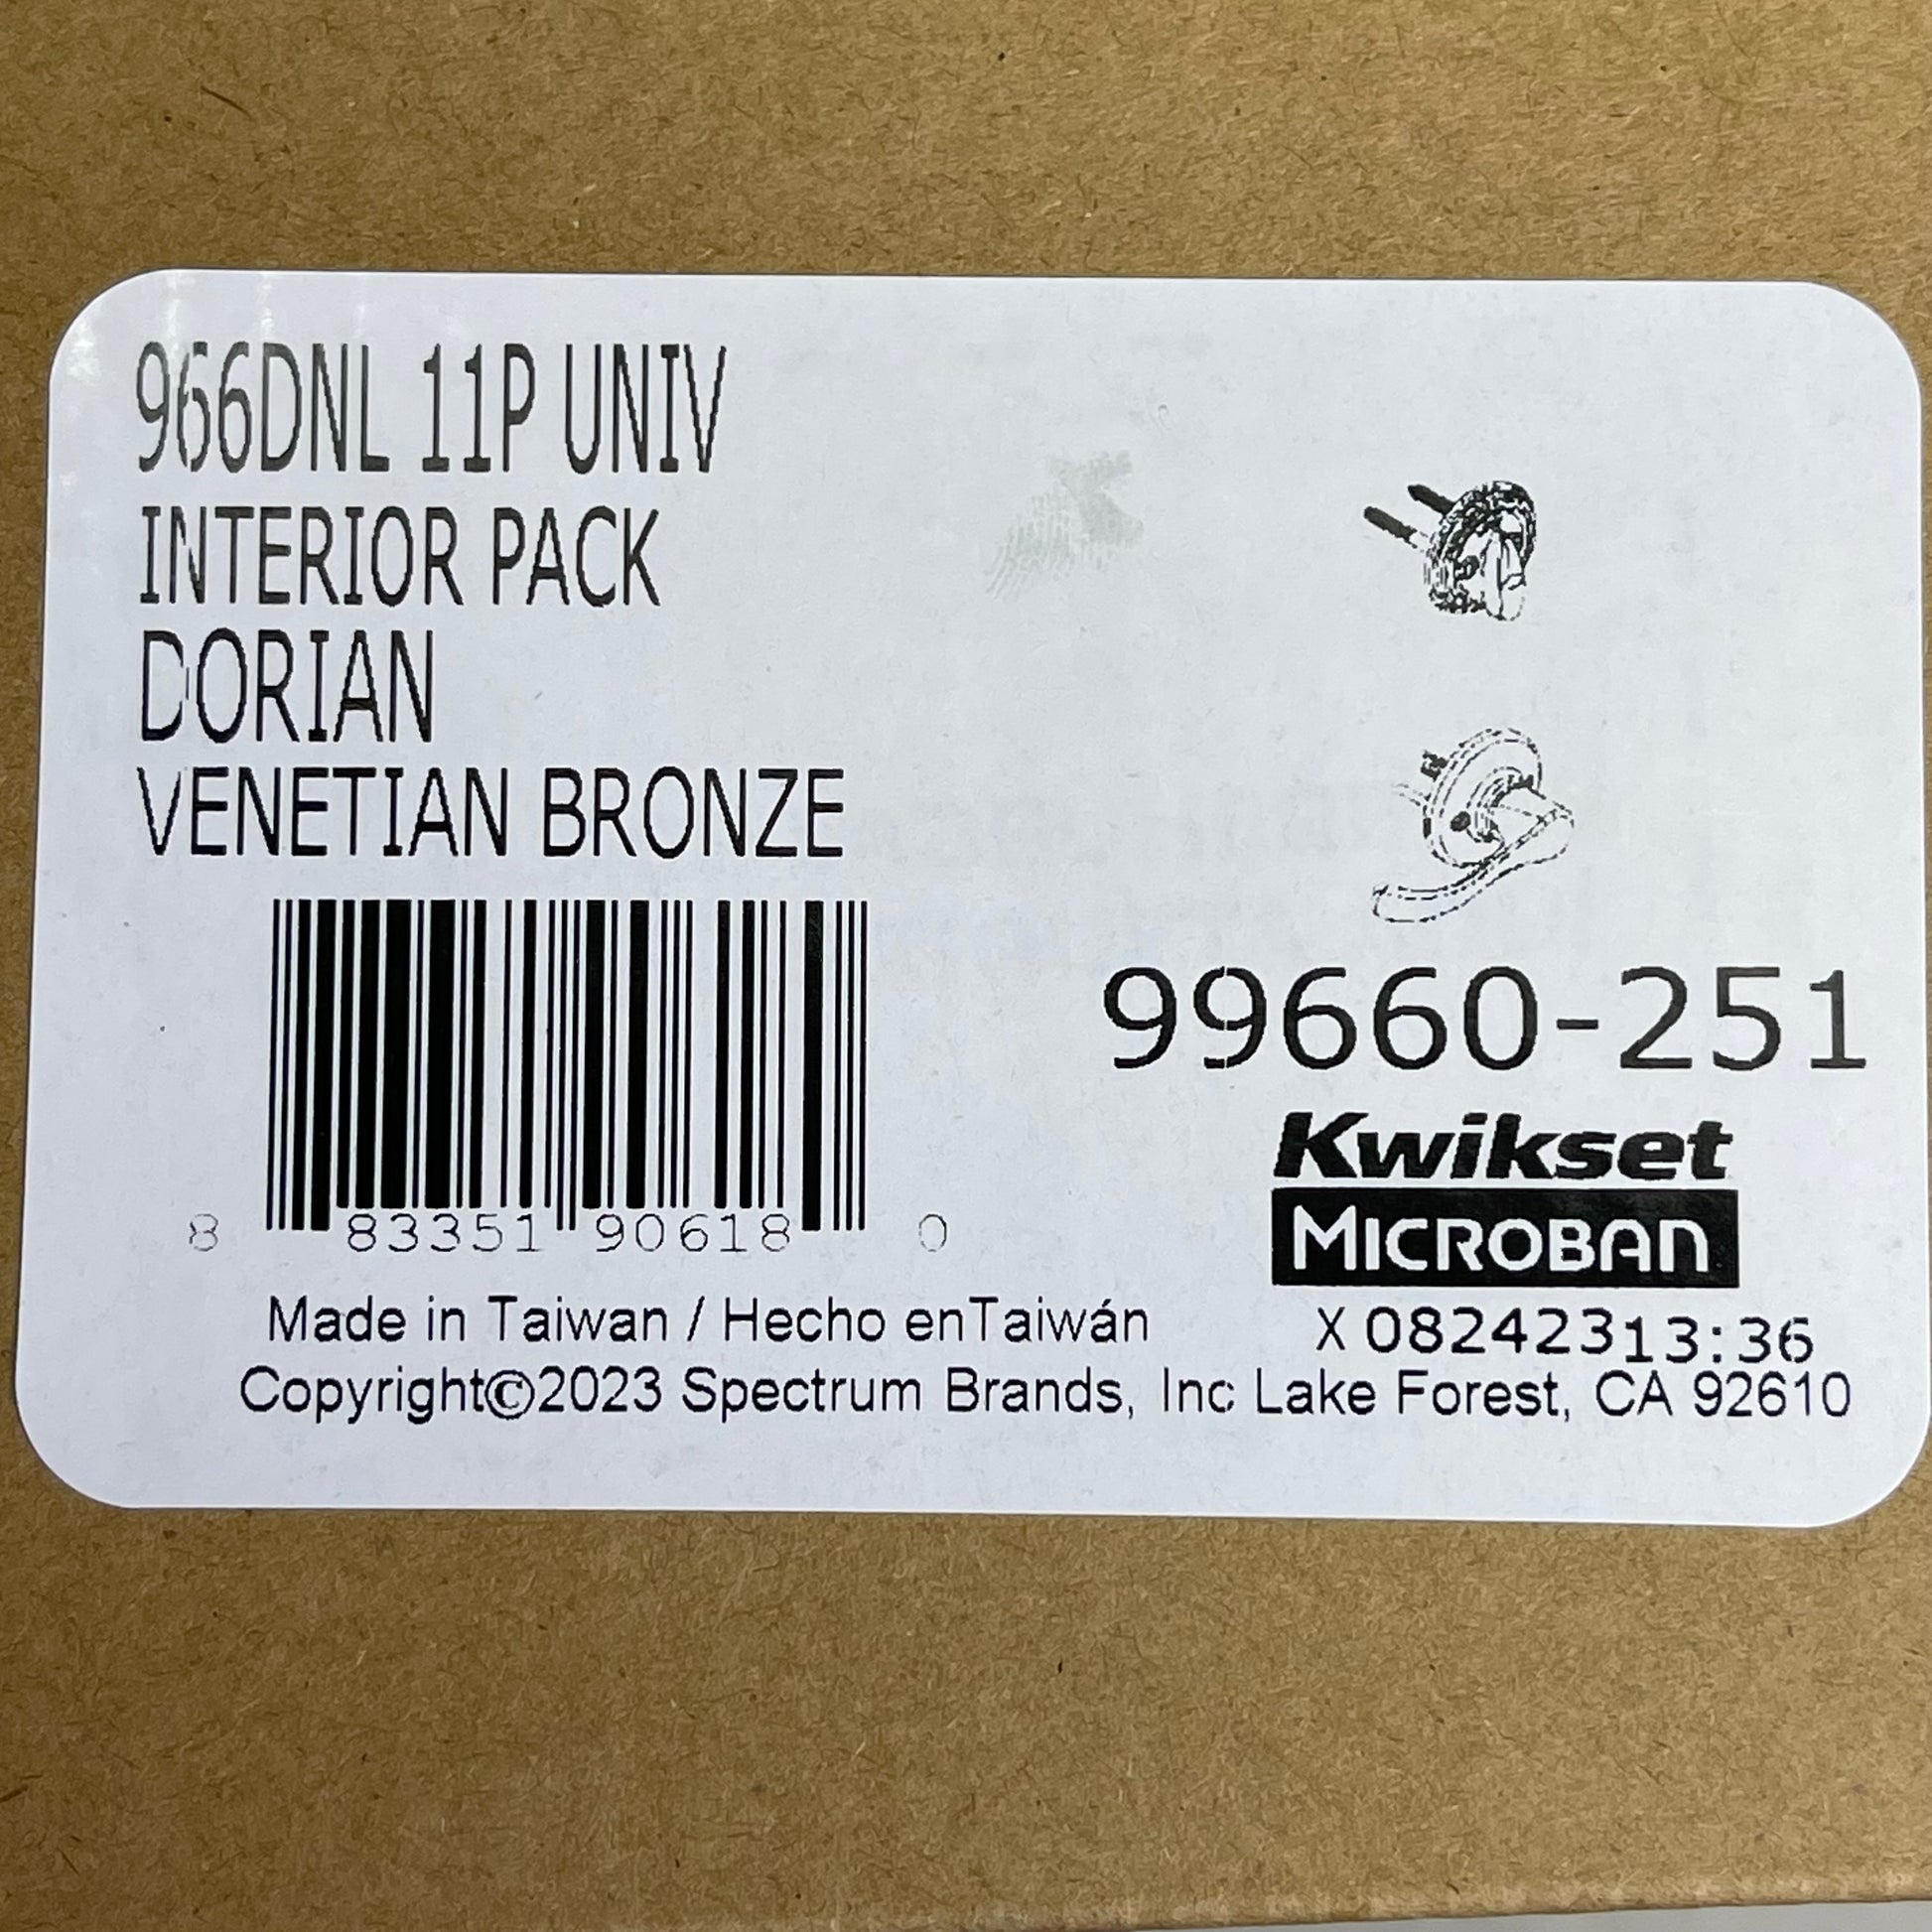 966DNL 11P UNIV
INTERIOR PACK
DORIAN
VENETIAN BRONZE
8 83351 90618 0
99660-251
Kwikset
MICROBAN
X 08242313:36
Made in Taiwan / Hecho enTaiwán
Copyright©2023 Spectrum Brands, Inc Lake Forest, CA 92610